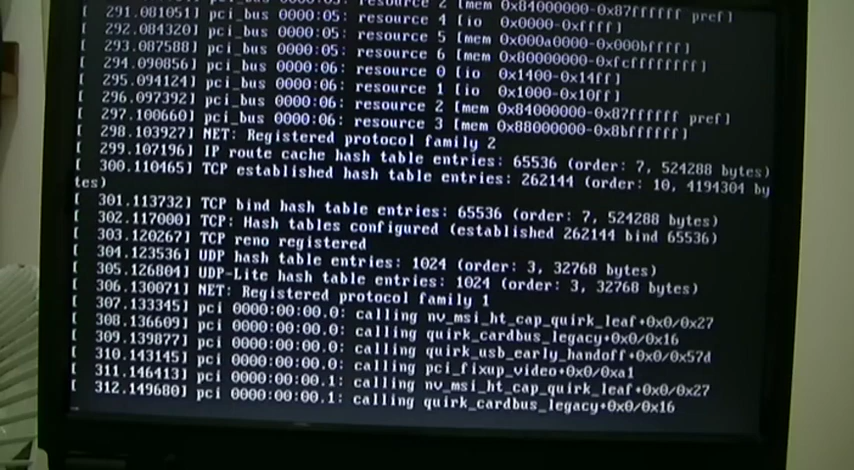 resource 2 [mem 0x84000000-0x87ffffff pref]
[  291.081051] pci_bus 0000:05: resource 4 [io  0x0000-0xffff]
[  292.084320] pci_bus 0000:05: resource 5 [mem 0x000a0000-0x000bffff]
[  293.087588] pci_bus 0000:05: resource 6 [mem 0x80000000-0xfcffffffff]
[  294.090856] pci_bus 0000:06: resource 0 [io  0x1400-0x14ff]
[  295.094124] pci_bus 0000:06: resource 1 [io  0x1000-0x10ff]
[  296.097392] pci_bus 0000:06: resource 2 [mem 0x84000000-0x87ffffff pref]
[  297.100660] pci_bus 0000:06: resource 3 [mem 0x88000000-0x8bffffff]
[  298.103927] NET: Registered protocol family 2
[  299.107196] IP route cache hash table entries: 65536 (order: 7, 524288 bytes)
[  300.110465] TCP established hash table entries: 262144 (order: 10, 4194304 by
tes)
[  301.113732] TCP bind hash table entries: 65536 (order: 7, 524288 bytes)
[  302.117000] TCP: Hash tables configured (established 262144 bind 65536)
[  303.120267] TCP reno registered
[  304.123536] UDP hash table entries: 1024 (order: 3, 32768 bytes)
[  305.126804] UDP-Lite hash table entries: 1024 (order: 3, 32768 bytes)
[  306.130071] NET: Registered protocol family 1
[  307.133345] pci 0000:00:00.0: calling nv_msi_ht_cap_quirk_leaf+0x0/0x27
[  308.136609] pci 0000:00:00.0: calling quirk_cardbus_legacy+0x0/0x16
[  309.139877] pci 0000:00:00.0: calling quirk_usb_early_handoff+0x0/0x57d
[  310.143145] pci 0000:00:00.0: calling pci_fixup_video+0x0/0xa1
[  311.146413] pci 0000:00:00.1: calling nv_msi_ht_cap_quirk_leaf+0x0/0x27
[  312.149680] pci 0000:00:00.1: calling quirk_cardbus_legacy+0x0/0x16